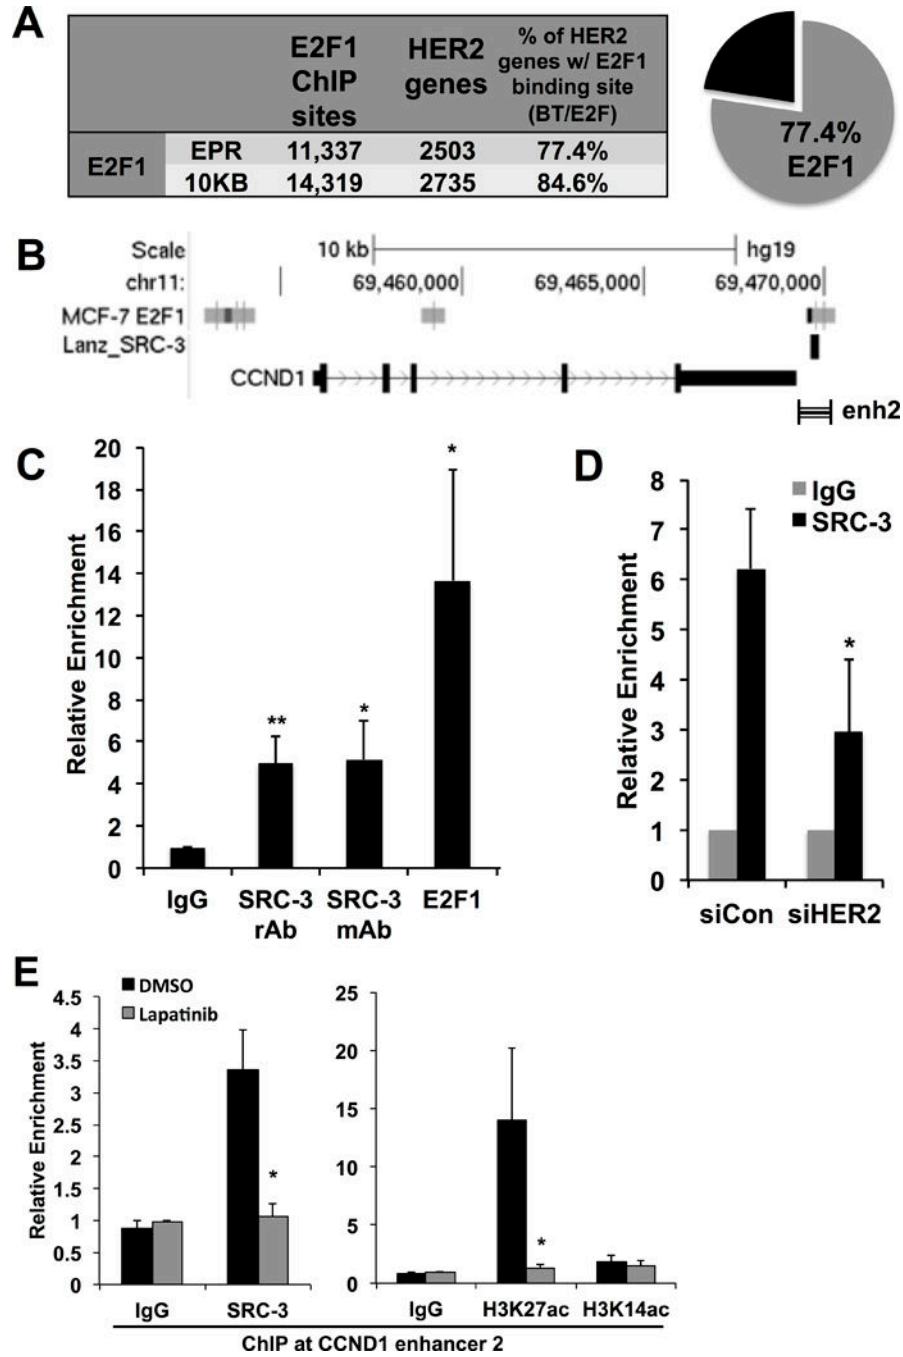 A
E2F1 ChIP sites
HER2 genes
% of HER2 genes w/ E2F1 binding site (BT/E2F)
E2F1
EPR 11,337 2503 77.4%
10KB 14,319 2735 84.6%
77.4%
E2F1
B
Scale 10 kb hg19
chr11: 69,460,000 69,465,000 69,470,000
MCF-7 E2F1
Lanz_SRC-3
CCND1
enh2
C
Relative Enrichment
20
18
16
14
12
10
8
6
4
2
0
*
**
*
IgG
SRC-3 rAb
SRC-3 mAb
E2F1
D
Relative Enrichment
8
7
6
5
4
3
2
1
0
IgG
SRC-3
*
siCon siHER2
E
DMSO
Lapatinib
Relative Enrichment
4.5
4
3.5
3
2.5
2
1.5
1
0.5
0
*
IgG SRC-3
25
20
15
10
5
0
*
IgG H3K27ac H3K14ac
ChIP at CCND1 enhancer 2